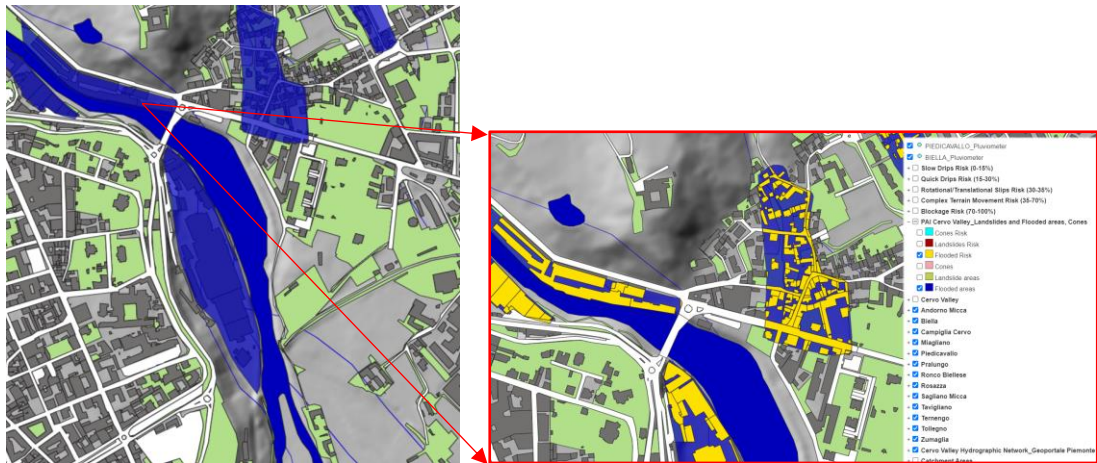 PIEDICAVALLO_Pluviometer
BIELLA_Pluviometer
Slow Drips Risk (0-15%)
Quick Drips Risk (15-30%)
Rotational/Translational Slips Risk (30-35%)
Complex Terrain Movement Risk (35-70%)
Blockage Risk (70-100%)
PAI Cervo Valley_Landslides and Flooded areas, Cones
Cones Risk
Landslides Risk
Flooded Risk
Cones
Landslide areas
Flooded areas
Cervo Valley
Andorno Micca
Biella
Campiglia Cervo
Miagliano
Piedicavallo
Pralungo
Ronco Biellese
Rosazza
Sagliano Micca
Tavigliano
Ternengo
Tollegno
Zumaglia
Cervo Valley Hydrographic Network_Geoportale Piemonte
Catchment Areas